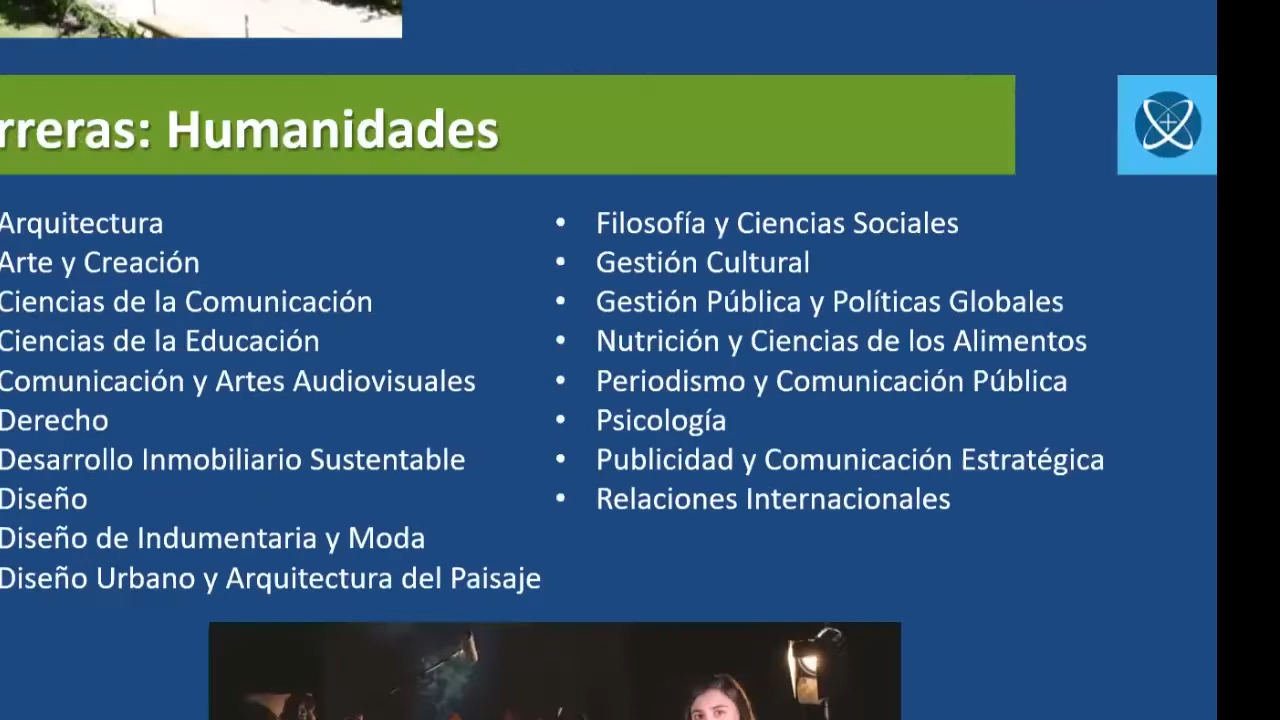 rreras: Humanidades
Arquitectura
Arte y Creación
Ciencias de la Comunicación
Ciencias de la Educación
Comunicación y Artes Audiovisuales
Derecho
Desarrollo Inmobiliario Sustentable
Diseño
Diseño de Indumentaria y Moda
Diseño Urbano y Arquitectura del Paisaje
• Filosofía y Ciencias Sociales
• Gestión Cultural
• Gestión Pública y Políticas Globales
• Nutrición y Ciencias de los Alimentos
• Periodismo y Comunicación Pública
• Psicología
• Publicidad y Comunicación Estratégica
• Relaciones Internacionales